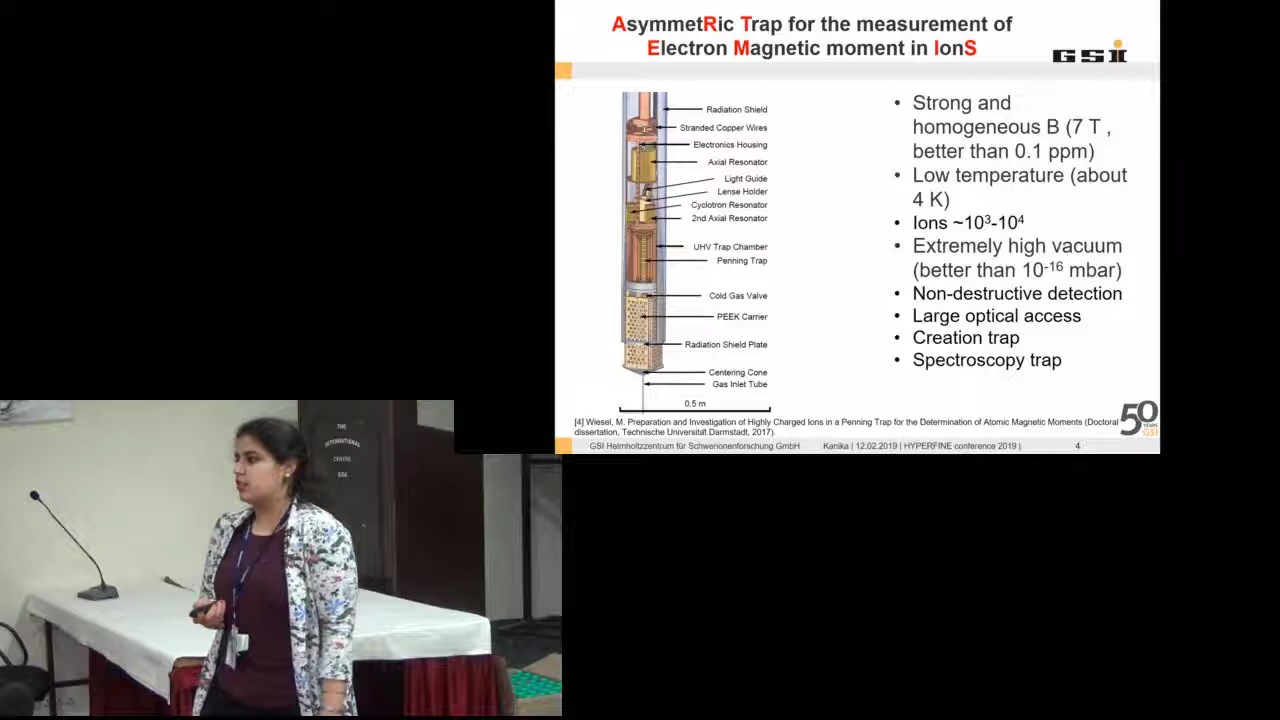 AsymmetRic Trap for the measurement of
Electron Magnetic moment in IonS
GSI
Radiation Shield
Stranded Copper Wires
Electronics Housing
Axial Resonator
Light Guide
Lense Holder
Cyclotron Resonator
2nd Axial Resonator
UHV Trap Chamber
Penning Trap
Cold Gas Valve
PEEK Carrier
Radiation Shield Plate
Centering Cone
Gas Inlet Tube
0.5 m
• Strong and
homogeneous B (7 T ,
better than 0.1 ppm)
• Low temperature (about
4 K)
• Ions ~10³-10⁴
• Extremely high vacuum
(better than 10⁻¹⁶ mbar)
• Non-destructive detection
• Large optical access
• Creation trap
• Spectroscopy trap
[4] Wiesel, M. Preparation and Investigation of Highly Charged Ions in a Penning Trap for the Determination of Atomic Magnetic Moments (Doctoral
dissertation, Technische Universität Darmstadt, 2017).
50
YEARS
GSI
GSI Helmholtzzentrum für Schwerionenforschung GmbH Kanika | 12.02.2019 | HYPERFINE conference 2019 | 4
THE
INTERNATIONAL
CENTRE
GOA